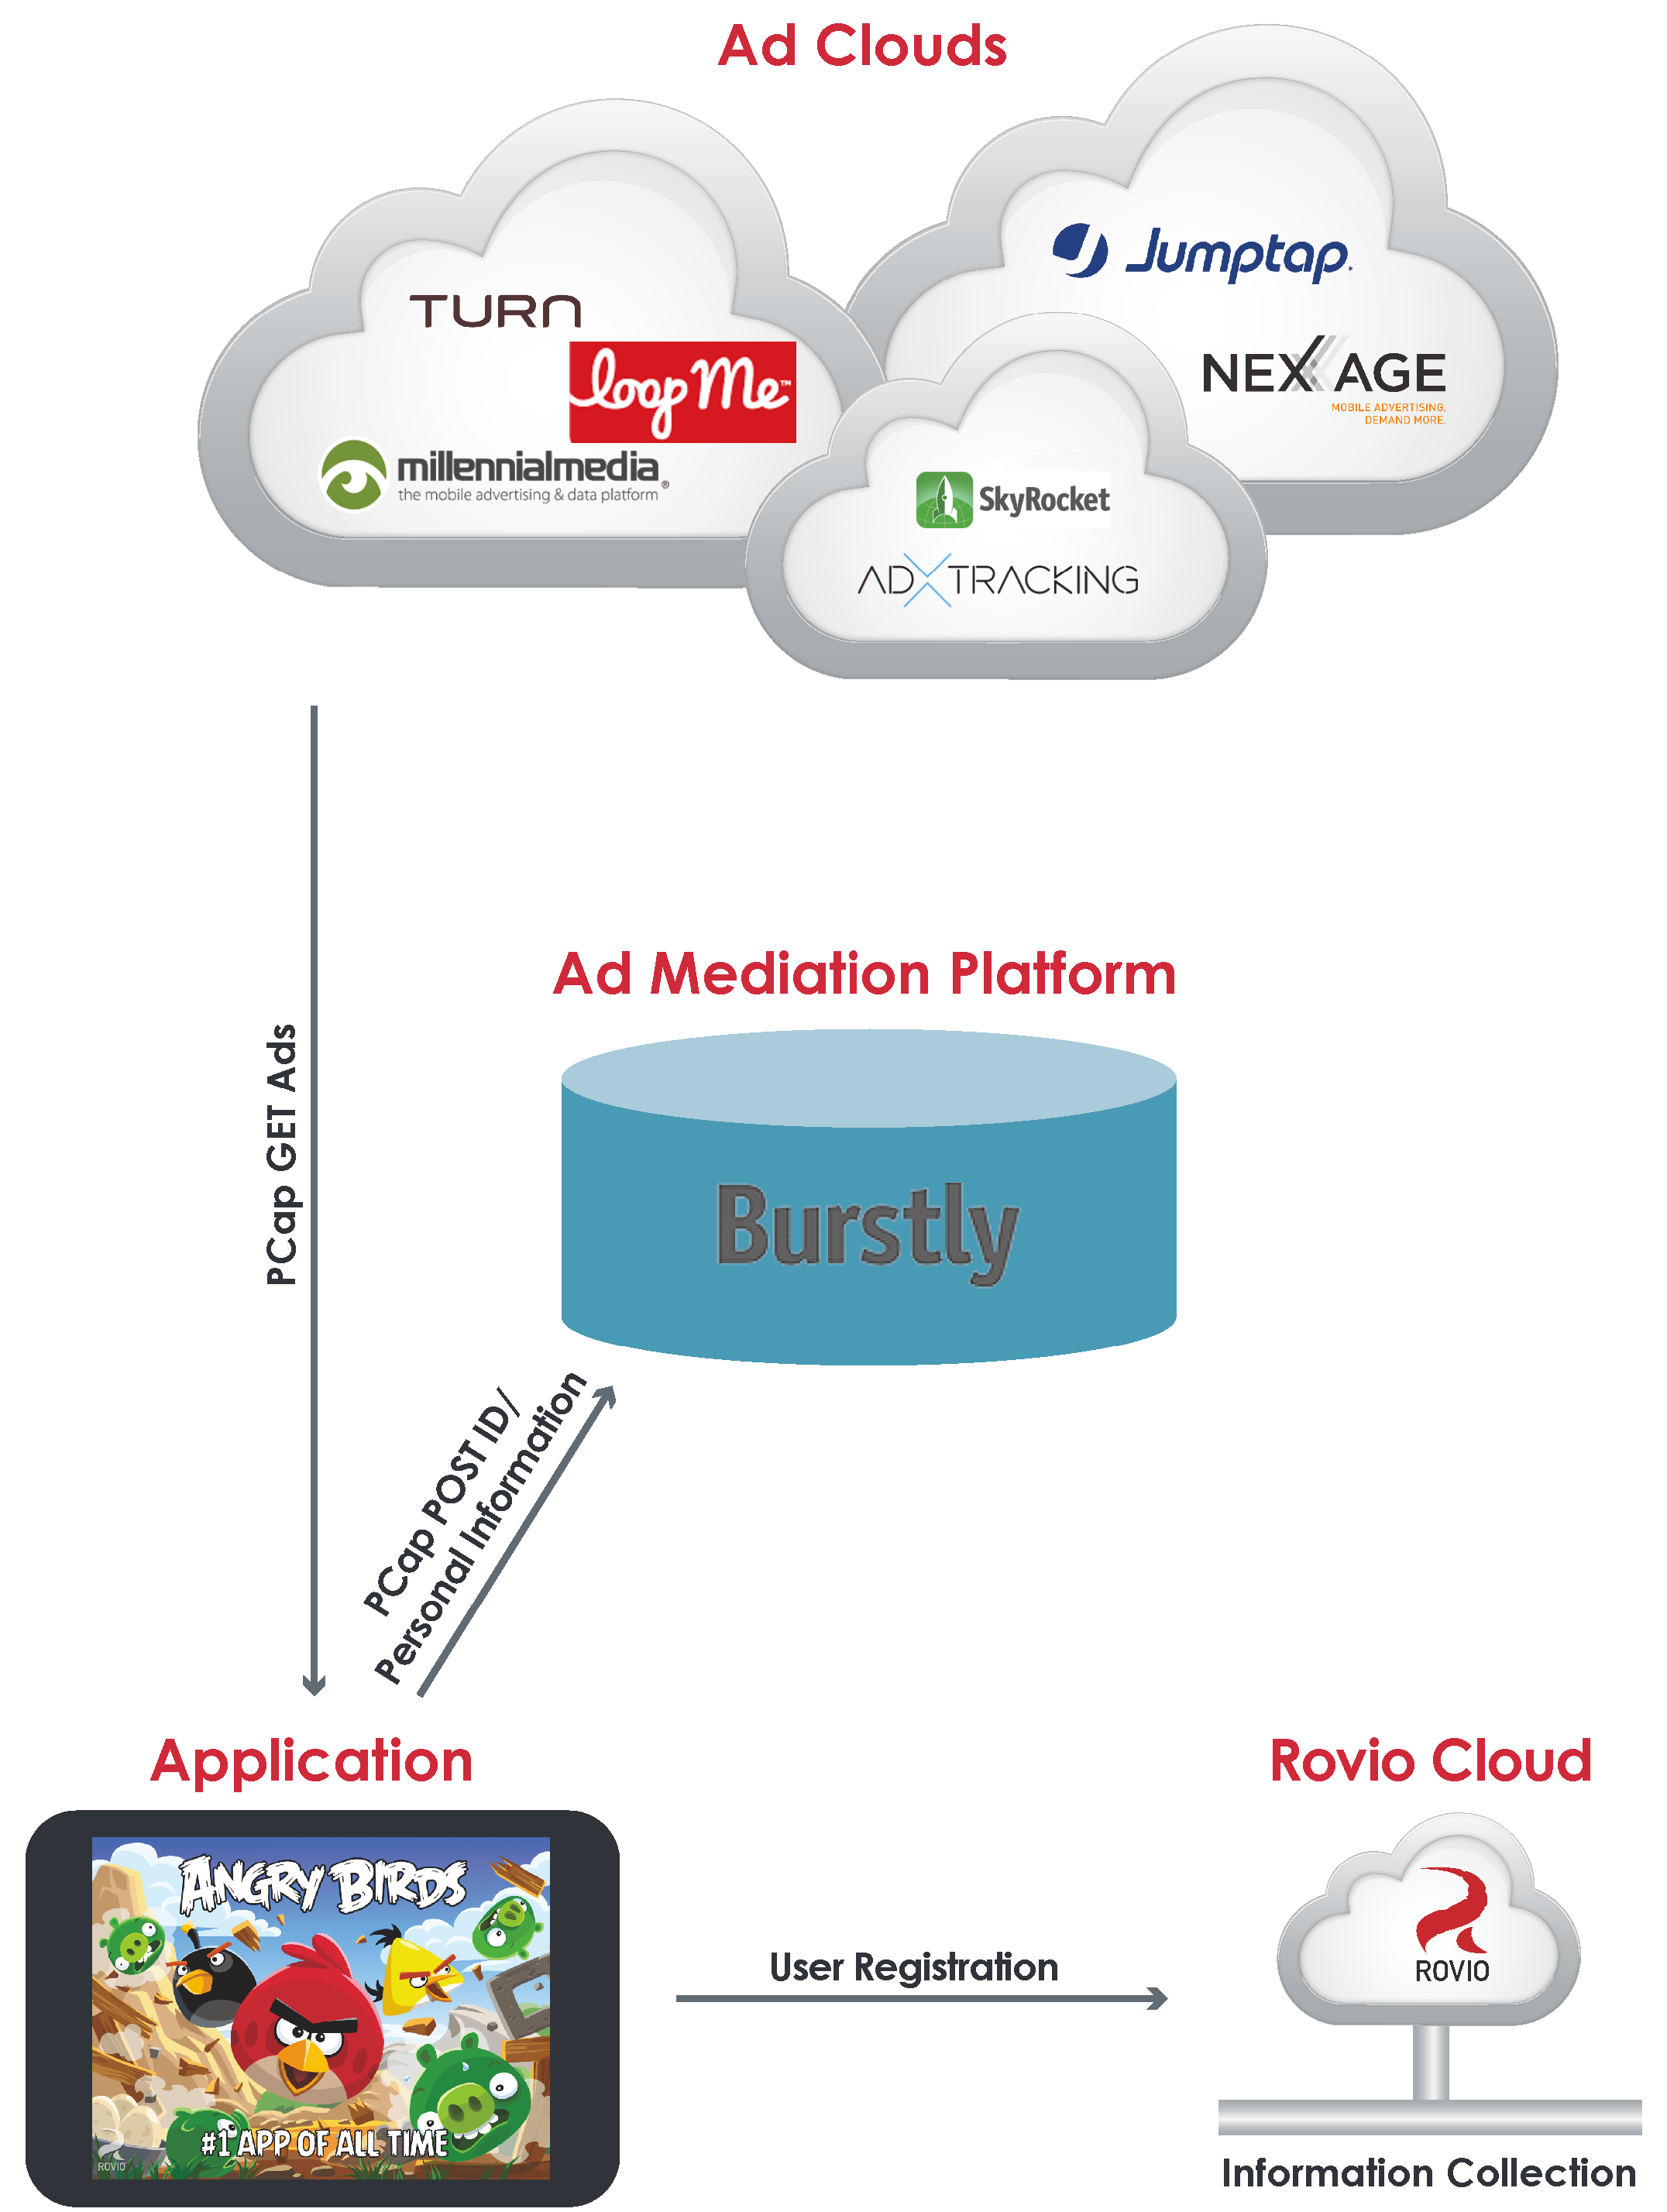 Ad Clouds
Jumptap.
TURN
loopMe™
NEXAGE
MOBILE ADVERTISING.
DEMAND MORE.
millennialmedia®
the mobile advertising & data platform
SkyRocket
ADXTRACKING
Ad Mediation Platform
PCap GET Ads
Burstly
PCap POST ID/
Personal Information
Application
Rovio Cloud
ANGRY BIRDS
User Registration
ROVIO
#1 APP OF ALL TIME
ROVIO
Information Collection